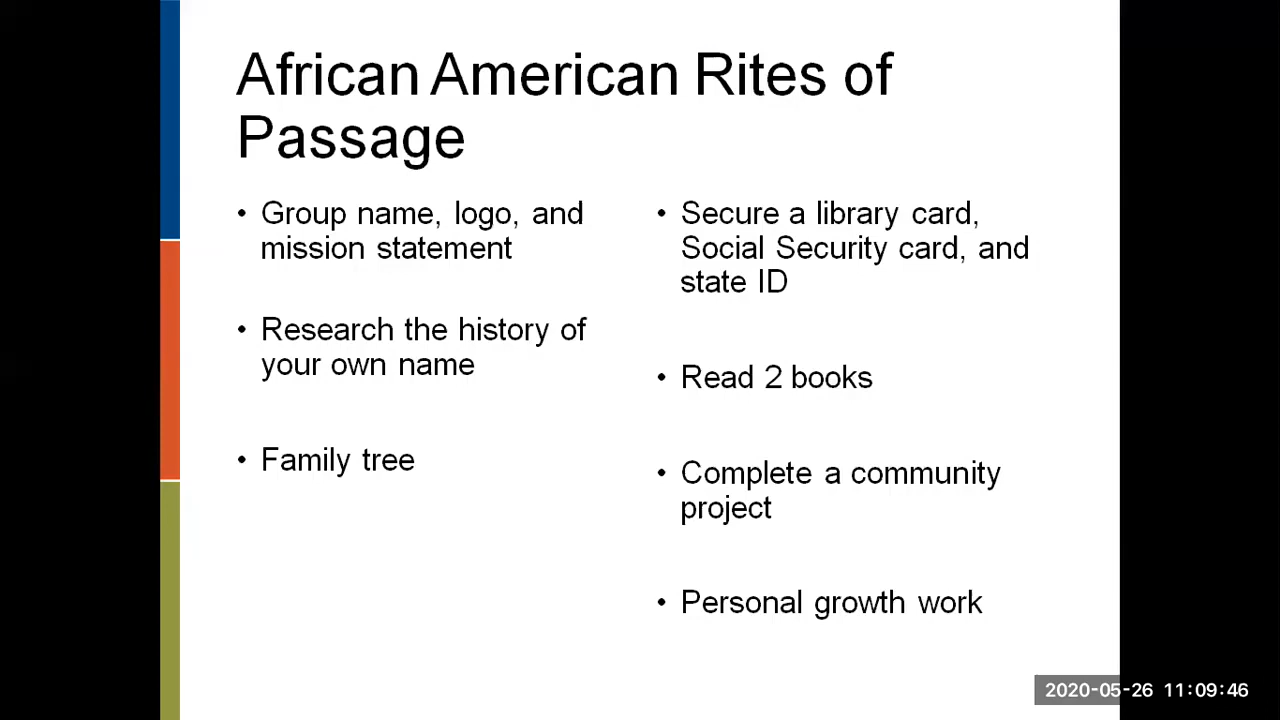 African American Rites of
Passage
• Group name, logo, and
mission statement
• Research the history of
your own name
• Family tree
• Secure a library card,
Social Security card, and
state ID
• Read 2 books
• Complete a community
project
• Personal growth work
2020-05-26 11:09:46